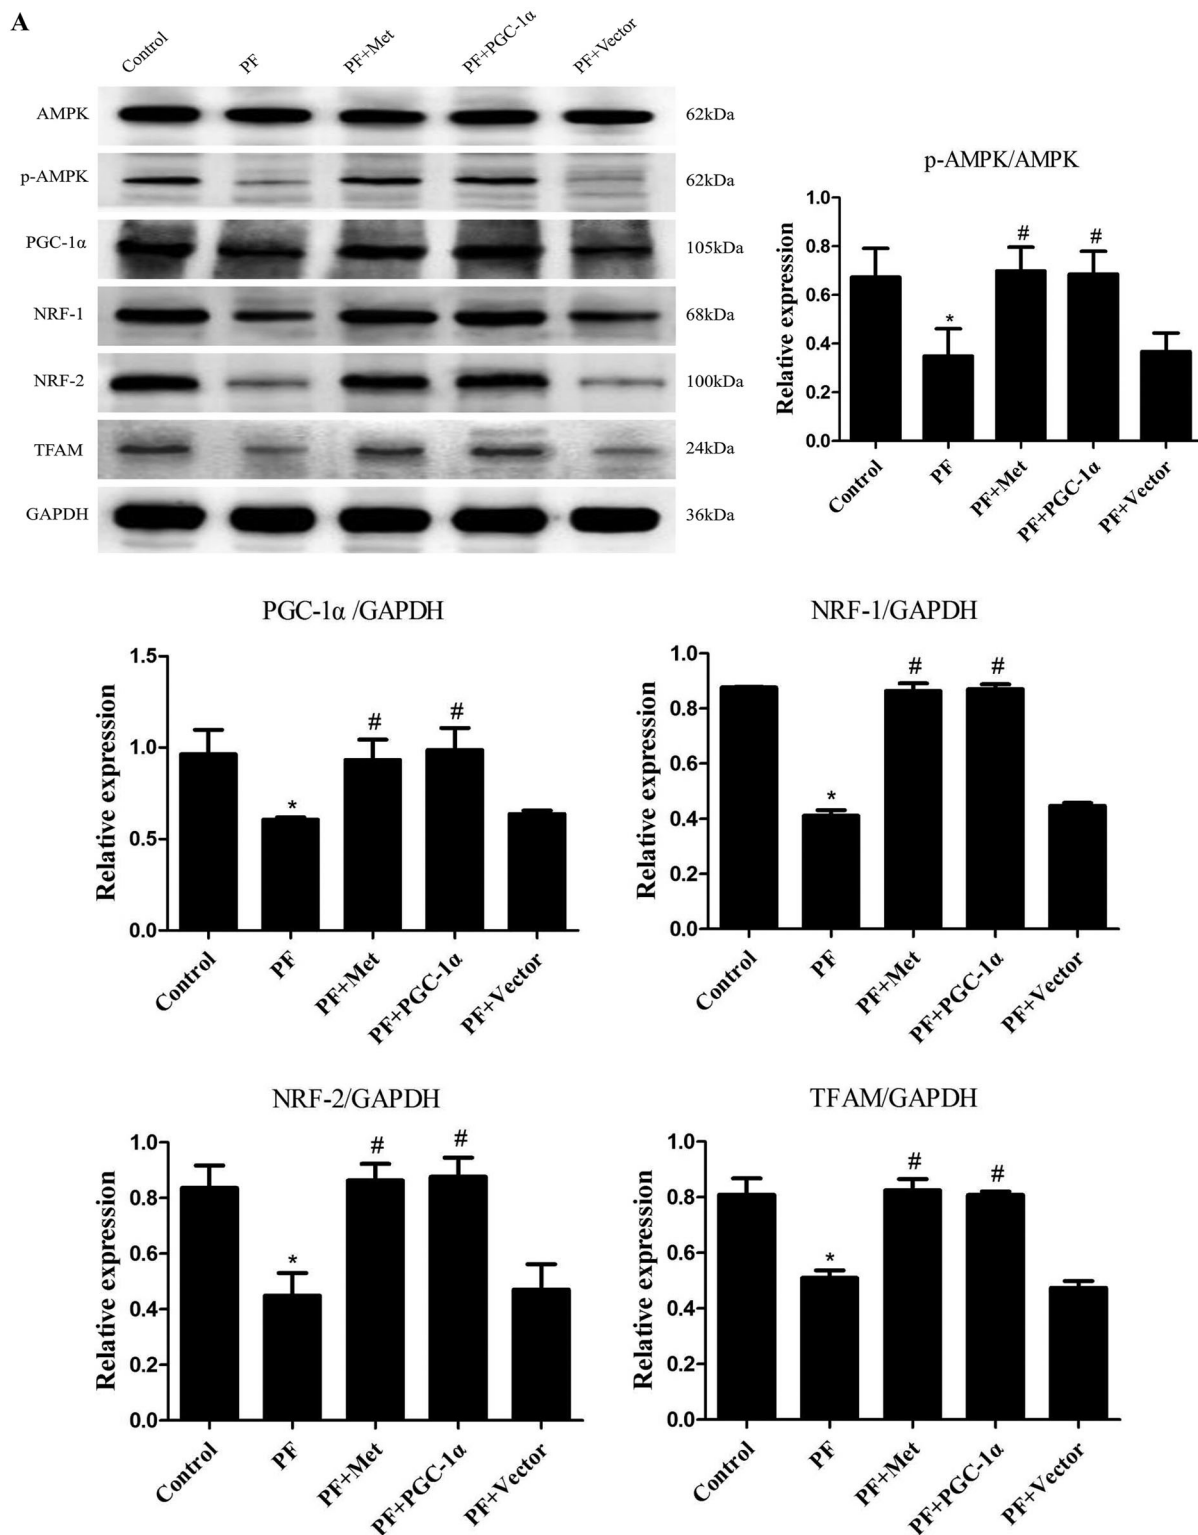 A
Control PF PF+Met PF+PGC-1α PF+Vector
AMPK 62kDa
p-AMPK 62kDa
PGC-1α 105kDa
NRF-1 68kDa
NRF-2 100kDa
TFAM 24kDa
GAPDH 36kDa
p-AMPK/AMPK
Relative expression
1.0
0.8
0.6
0.4
0.2
0.0
* # #
Control PF PF+Met PF+PGC-1α PF+Vector
PGC-1α /GAPDH
Relative expression
1.5
1.0
0.5
0.0
* # #
Control PF PF+Met PF+PGC-1α PF+Vector
NRF-1/GAPDH
Relative expression
1.0
0.8
0.6
0.4
0.2
0.0
* # #
Control PF PF+Met PF+PGC-1α PF+Vector
NRF-2/GAPDH
Relative expression
1.0
0.8
0.6
0.4
0.2
0.0
* # #
Control PF PF+Met PF+PGC-1α PF+Vector
TFAM/GAPDH
Relative expression
1.0
0.8
0.6
0.4
0.2
0.0
* # #
Control PF PF+Met PF+PGC-1α PF+Vector